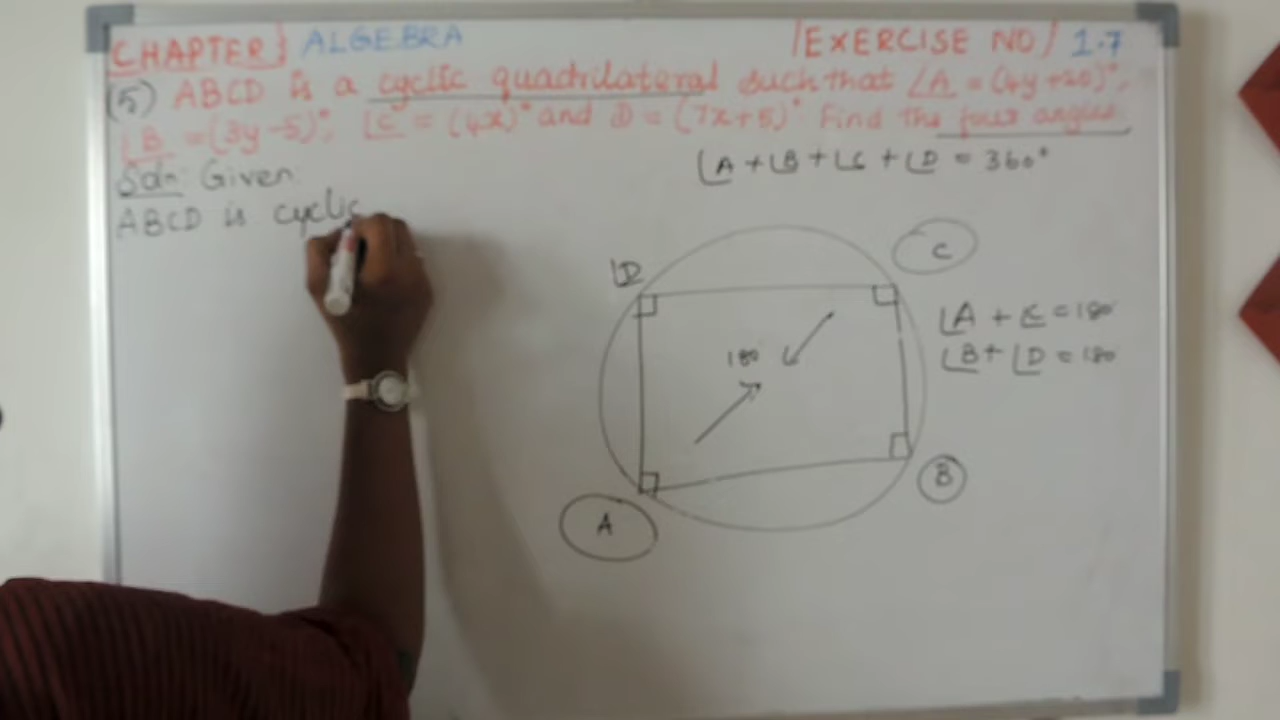 CHAPTER] ALGEBRA /EXERCISE NO/ 1.7
(5) ABCD is a cyclic quadrilateral such that ∠A = (4y+20)°,
∠B = (3y-5)°, ∠C = (4x)° and D = (7x+5)° Find the four angles
Soln: Given:
∠A + ∠B + ∠C + ∠D = 360°
ABCD is cyclic
∠D
C
∠A + ∠C = 180
180
∠B + ∠D = 180
B
A